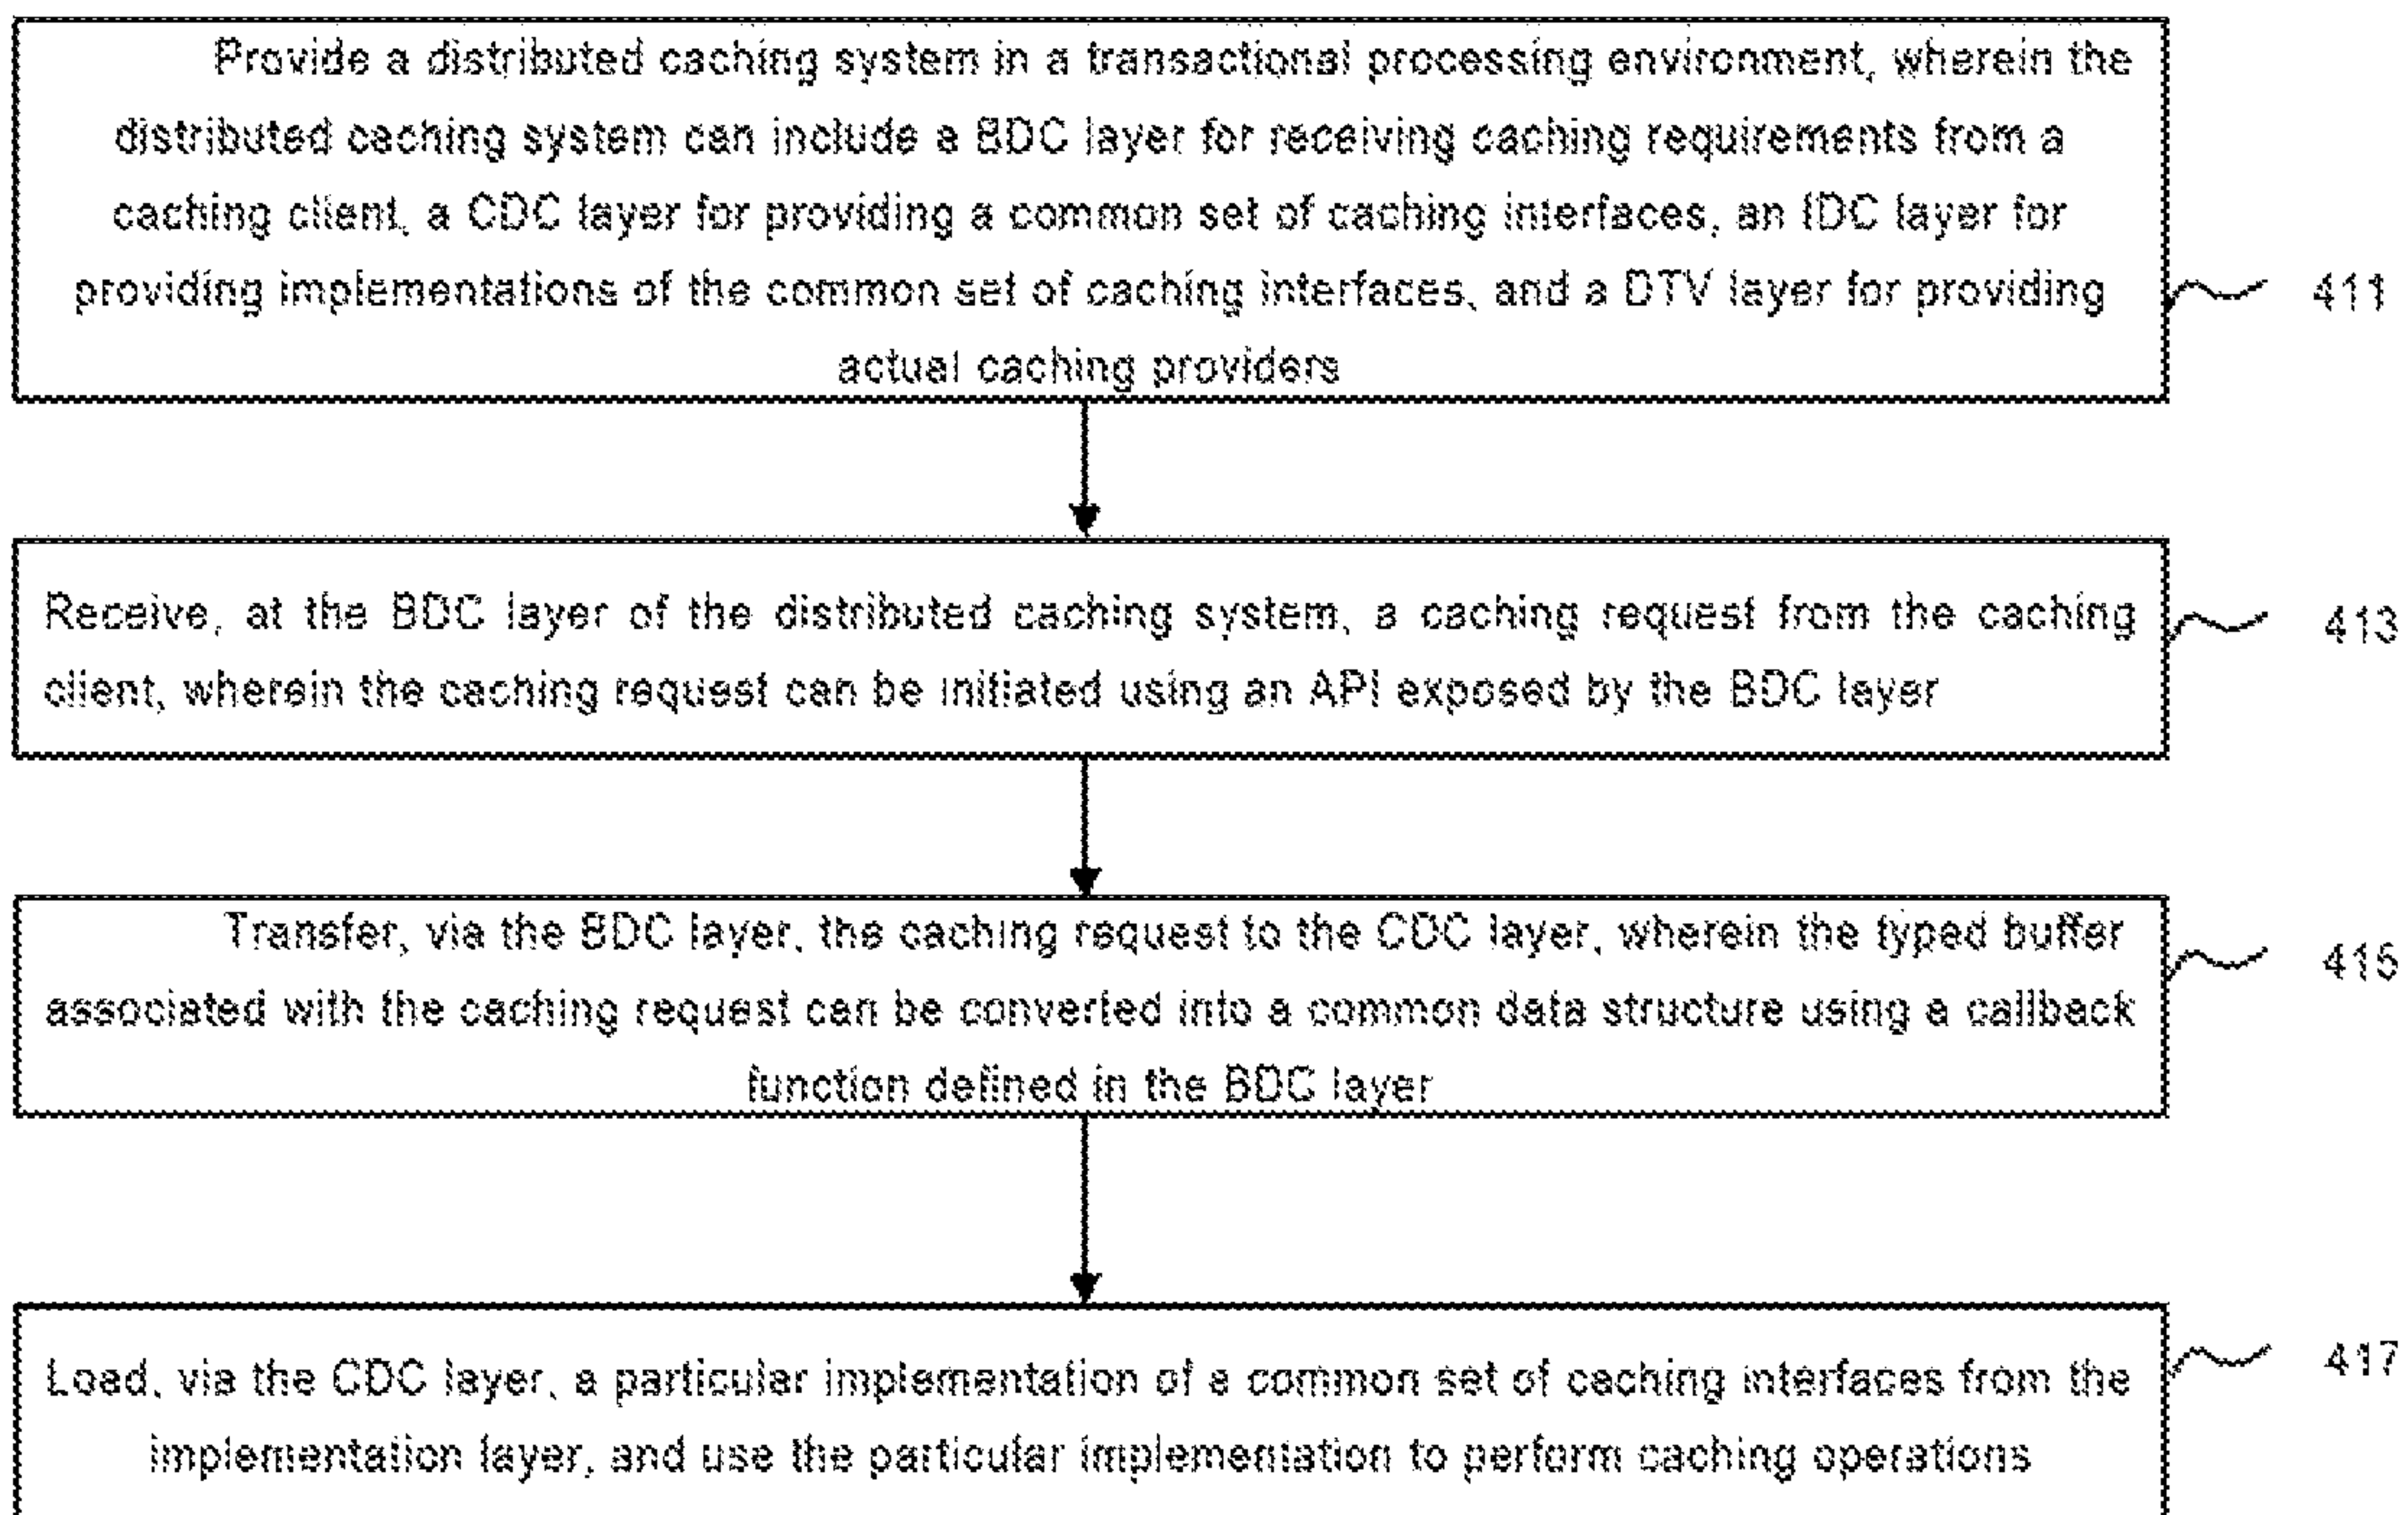 Provide a distributed caching system in a transactional processing environment, wherein the
distributed caching system can include a BDC layer for receiving caching requirements from a
caching client, a CDC layer for providing a common set of caching interfaces, an IDC layer for
providing implementations of the common set of caching interfaces, and a DTV layer for providing
actual caching providers
411
Receive, at the BDC layer of the distributed caching system, a caching request from the caching
client, wherein the caching request can be initiated using an API exposed by the BDC layer
413
Transfer, via the BDC layer, the caching request to the CDC layer, wherein the typed buffer
associated with the caching request can be converted into a common data structure using a callback
function defined in the BDC layer
415
Load, via the CDC layer, a particular implementation of a common set of caching interfaces from the
implementation layer, and use the particular implementation to perform caching operations
417